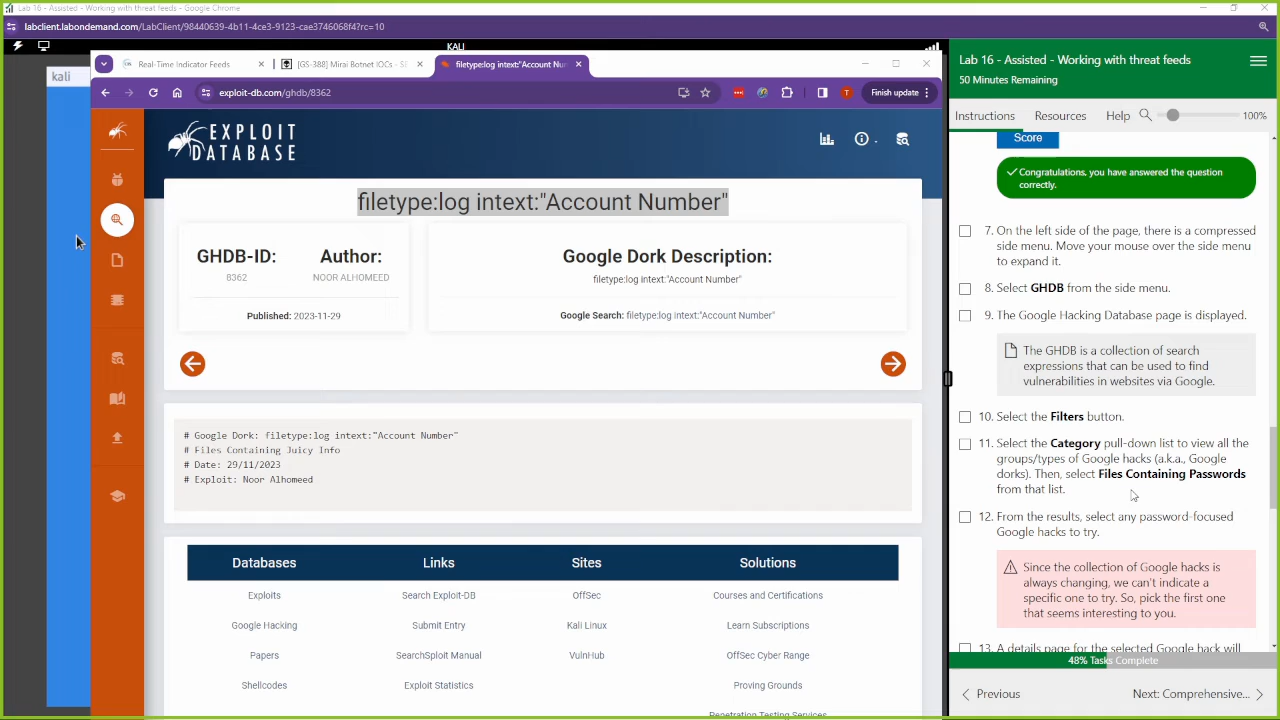 Lab 16 - Assisted - Working with threat feeds - Google Chrome
labclient.labondemand.com/LabClient/98440639-4b11-4ce3-9123-cae3746068f4?rc=10
KALI
kali
Real-Time Indicator Feeds
[GS-388] Mirai Botnet IOCs - S
filetype:log intext:"Account Num
exploit-db.com/ghdb/8362
T
Finish update
EXPLOIT
DATABASE
filetype:log intext:"Account Number"
GHDB-ID:
8362
Author:
NOOR ALHOMEED
Published: 2023-11-29
Google Dork Description:
filetype:log intext:"Account Number"
Google Search: filetype:log intext:"Account Number"
# Google Dork: filetype:log intext:"Account Number"
# Files Containing Juicy Info
# Date: 29/11/2023
# Exploit: Noor Alhomeed
Databases Links Sites Solutions
Exploits Search Exploit-DB OffSec Courses and Certifications
Google Hacking Submit Entry Kali Linux Learn Subscriptions
Papers SearchSploit Manual VulnHub OffSec Cyber Range
Shellcodes Exploit Statistics Proving Grounds
Penetration Testing Services
Lab 16 - Assisted - Working with threat feeds
50 Minutes Remaining
Instructions Resources Help 100%
Score
Congratulations, you have answered the question
correctly.
7. On the left side of the page, there is a compressed
side menu. Move your mouse over the side menu
to expand it.
8. Select GHDB from the side menu.
9. The Google Hacking Database page is displayed.
The GHDB is a collection of search
expressions that can be used to find
vulnerabilities in websites via Google.
10. Select the Filters button.
11. Select the Category pull-down list to view all the
groups/types of Google hacks (a.k.a., Google
dorks). Then, select Files Containing Passwords
from that list.
12. From the results, select any password-focused
Google hacks to try.
Since the collection of Google hacks is
always changing, we can't indicate a
specific one to try. So, pick the first one
that seems interesting to you.
13. A details page for the selected Google hack will
48% Tasks Complete
Previous
Next: Comprehensive...